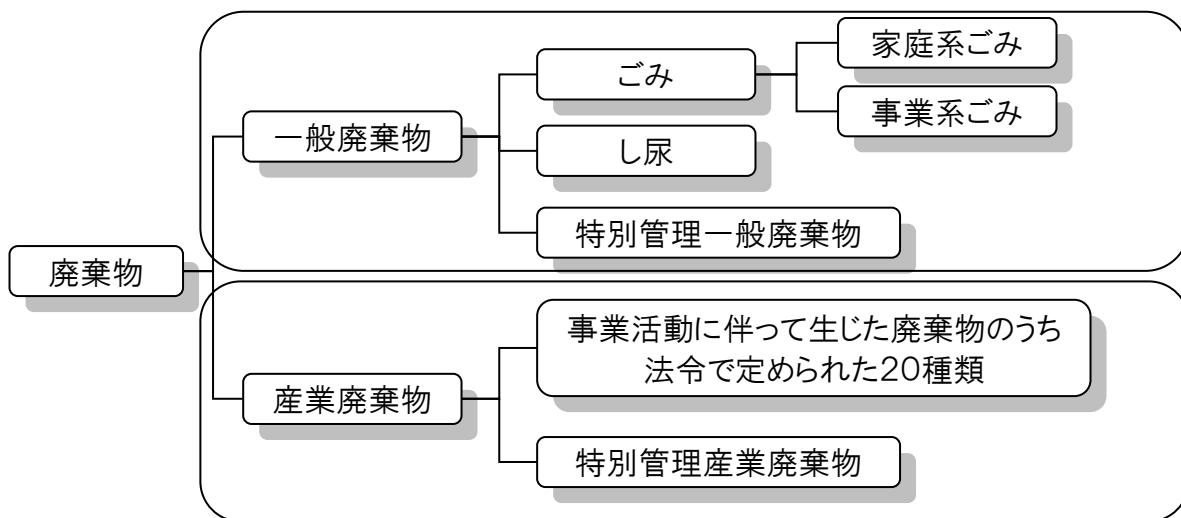 廃棄物
一般廃棄物
ごみ
家庭系ごみ
事業系ごみ
し尿
特別管理一般廃棄物
産業廃棄物
事業活動に伴って生じた廃棄物のうち
法令で定められた20種類
特別管理産業廃棄物